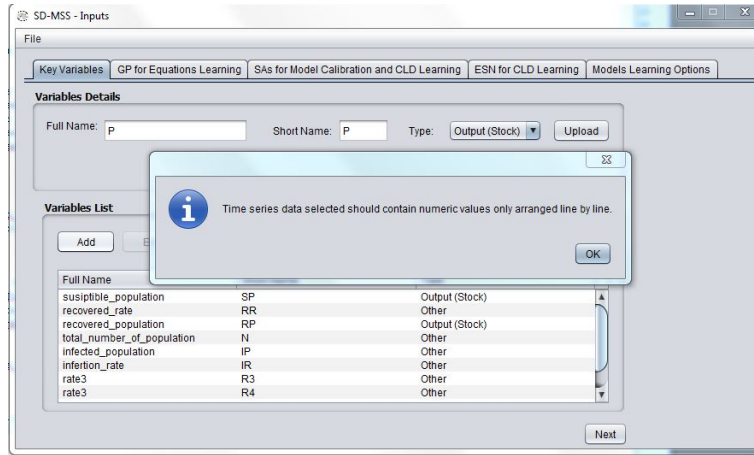 SD-MSS - Inputs
File
Key Variables GP for Equations Learning SAs for Model Calibration and CLD Learning ESN for CLD Learning Models Learning Options
Variables Details
Full Name: P Short Name: P Type: Output (Stock) Upload
Time series data selected should contain numeric values only arranged line by line.
OK
Variables List
Add
Full Name
susiptible_population SP Output (Stock)
recovered_rate RR Other
recovered_population RP Output (Stock)
total_number_of_population N Other
infected_population IP Other
infertion_rate IR Other
rate3 R3 Other
rate3 R4 Other
Next